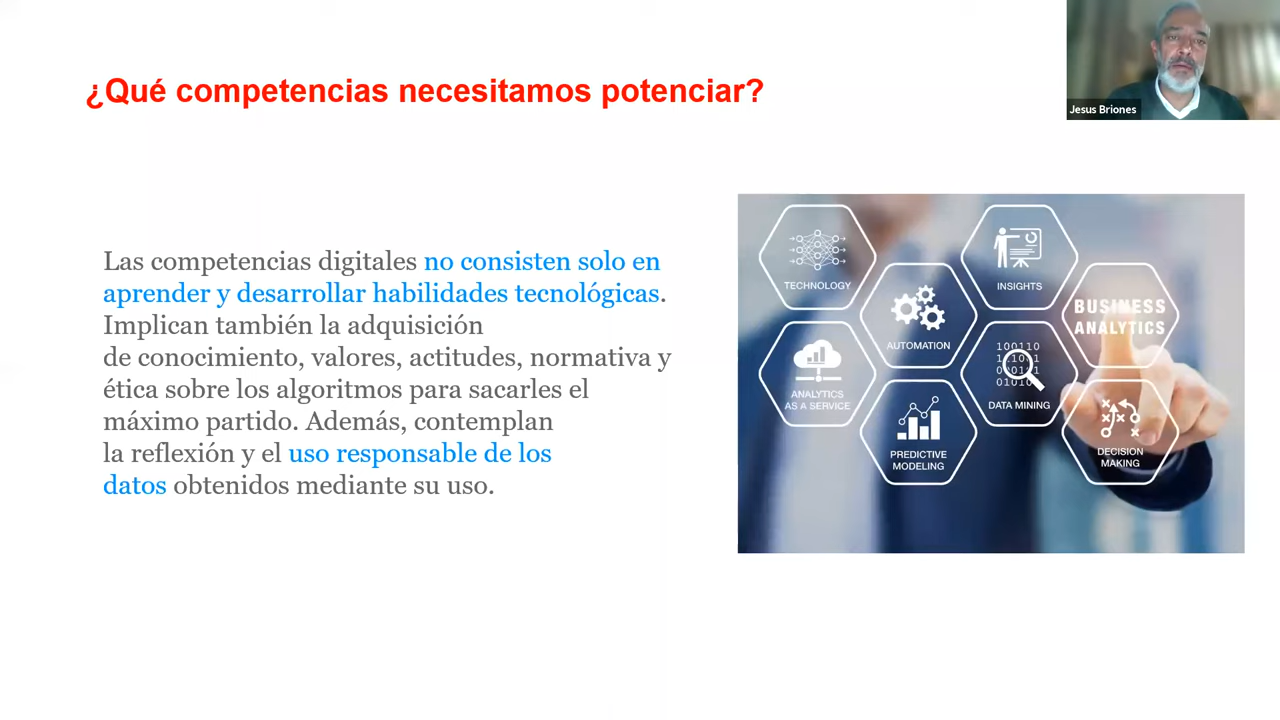 ¿Qué competencias necesitamos potenciar?
Jesus Briones
Las competencias digitales no consisten solo en
aprender y desarrollar habilidades tecnológicas.
Implican también la adquisición
de conocimiento, valores, actitudes, normativa y
ética sobre los algoritmos para sacarles el
máximo partido. Además, contemplan
la reflexión y el uso responsable de los
datos obtenidos mediante su uso.
TECHNOLOGY
INSIGHTS
AUTOMATION
BUSINESS
ANALYTICS
ANALYTICS
AS A SERVICE
100110
DATA MINING
PREDICTIVE
MODELING
DECISION
MAKING